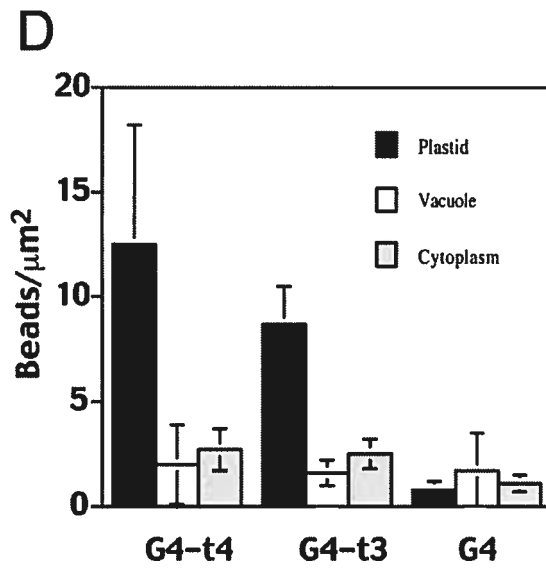 D
Beads/μm²
20
15
10
5
0
Plastid
Vacuole
Cytoplasm
G4-t4 G4-t3 G4